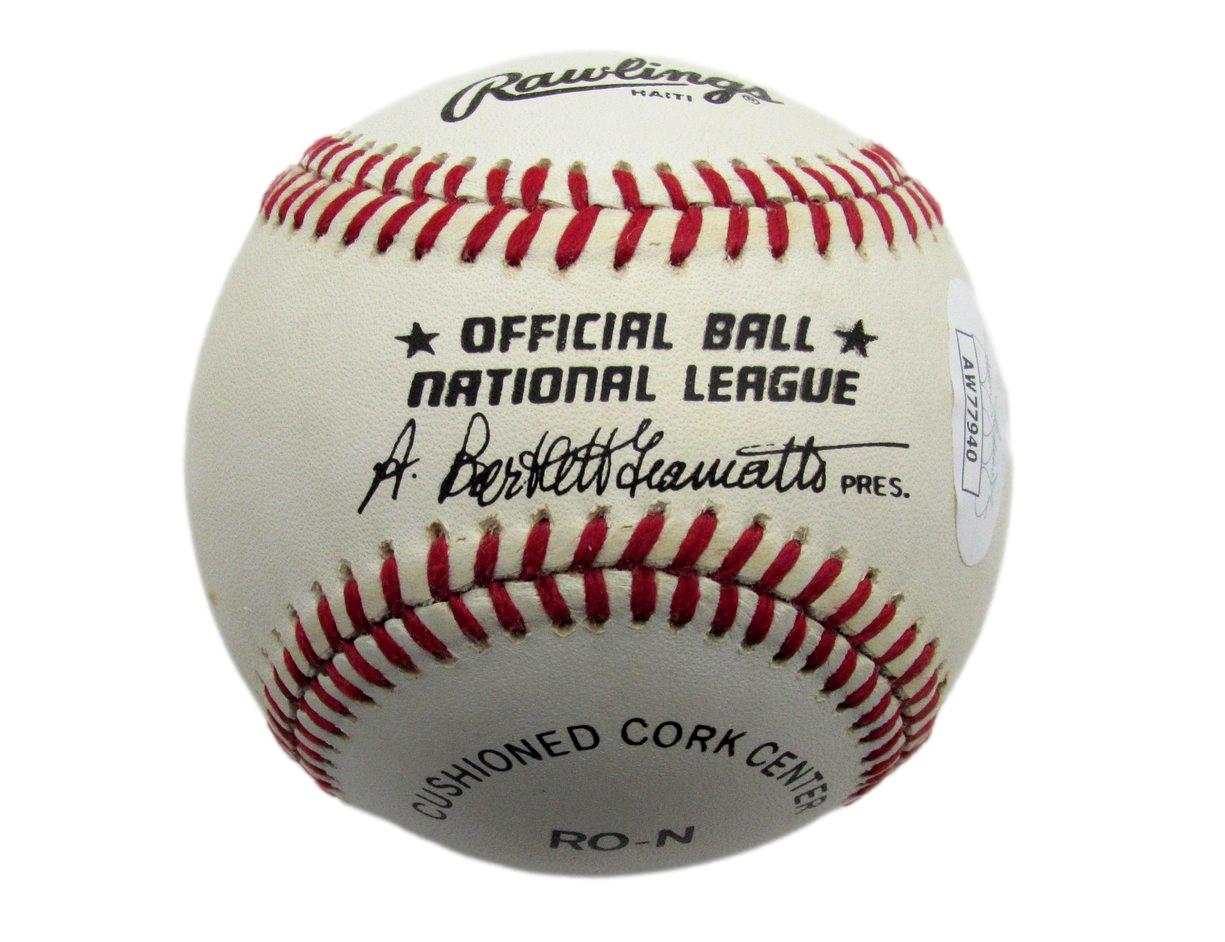 Rawlings®
HAITI
★ OFFICIAL BALL ★
NATIONAL LEAGUE
A. Bartlett Giamatti PRES.
AW77940
CUSHIONED CORK CENTER
RO-N